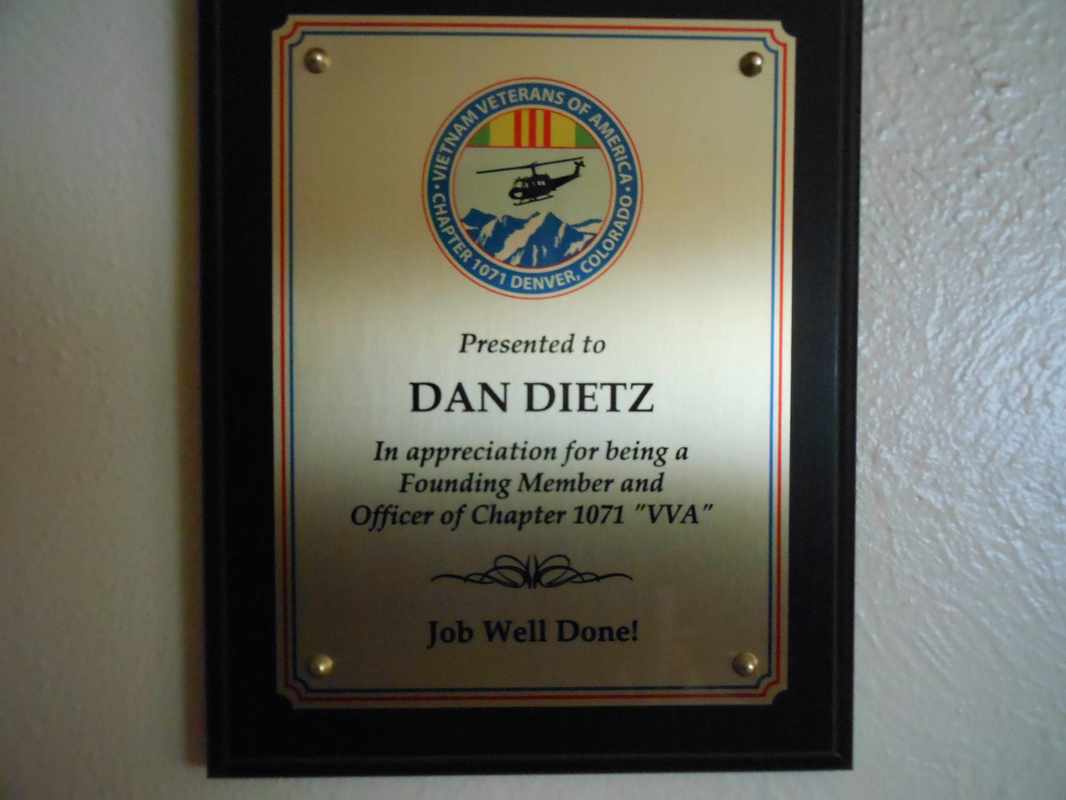 · VIETNAM VETERANS OF AMERICA ·
CHAPTER 1071 DENVER, COLORADO
Presented to
DAN DIETZ
In appreciation for being a
Founding Member and
Officer of Chapter 1071 "VVA"
Job Well Done!